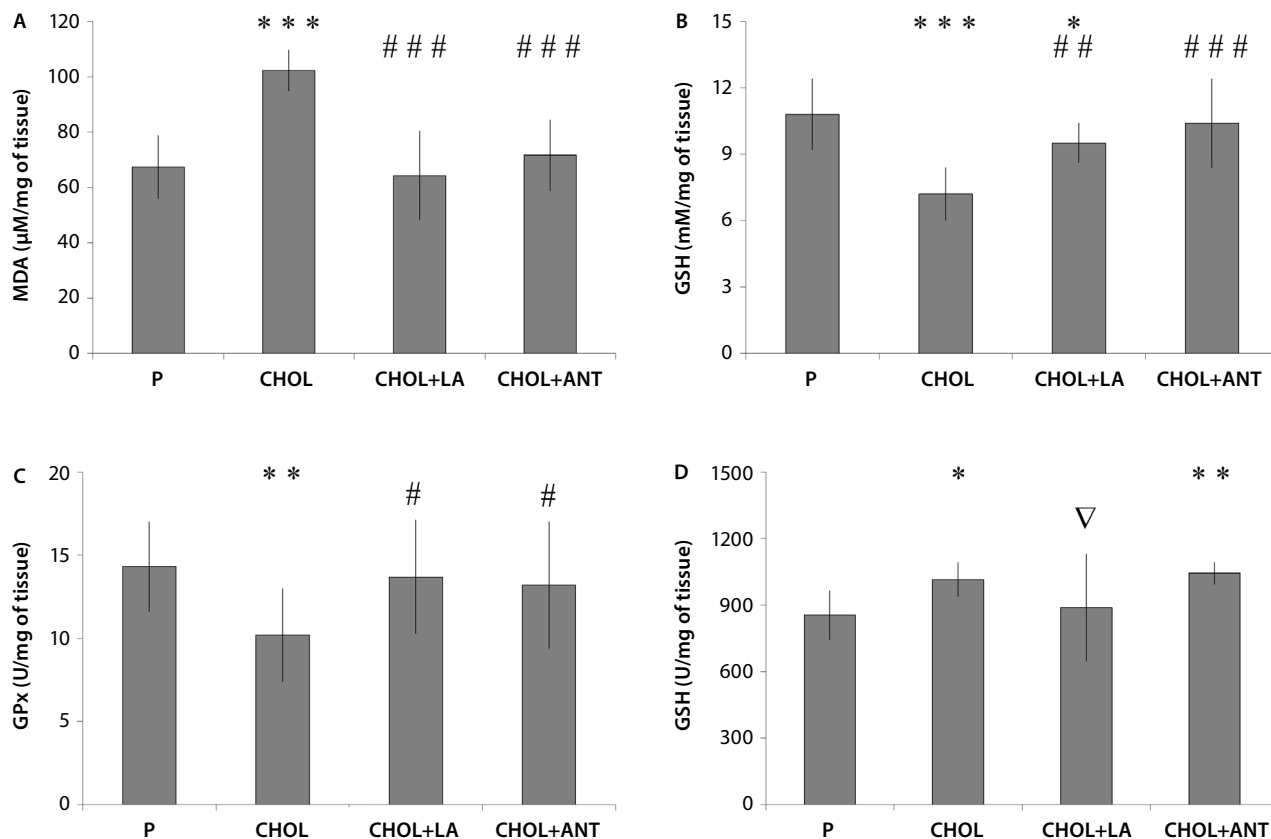 A
MDA (μM/mg of tissue)
120
100
80
60
40
20
0
* * *
# # #
# # #
P CHOL CHOL+LA CHOL+ANT
B
GSH (mM/mg of tissue)
15
12
9
6
3
0
* * *
*
# #
# # #
P CHOL CHOL+LA CHOL+ANT
C
GPx (U/mg of tissue)
20
15
10
5
0
* *
#
#
P CHOL CHOL+LA CHOL+ANT
D
GSH (U/mg of tissue)
1500
1200
900
600
300
0
*
∇
* *
P CHOL CHOL+LA CHOL+ANT